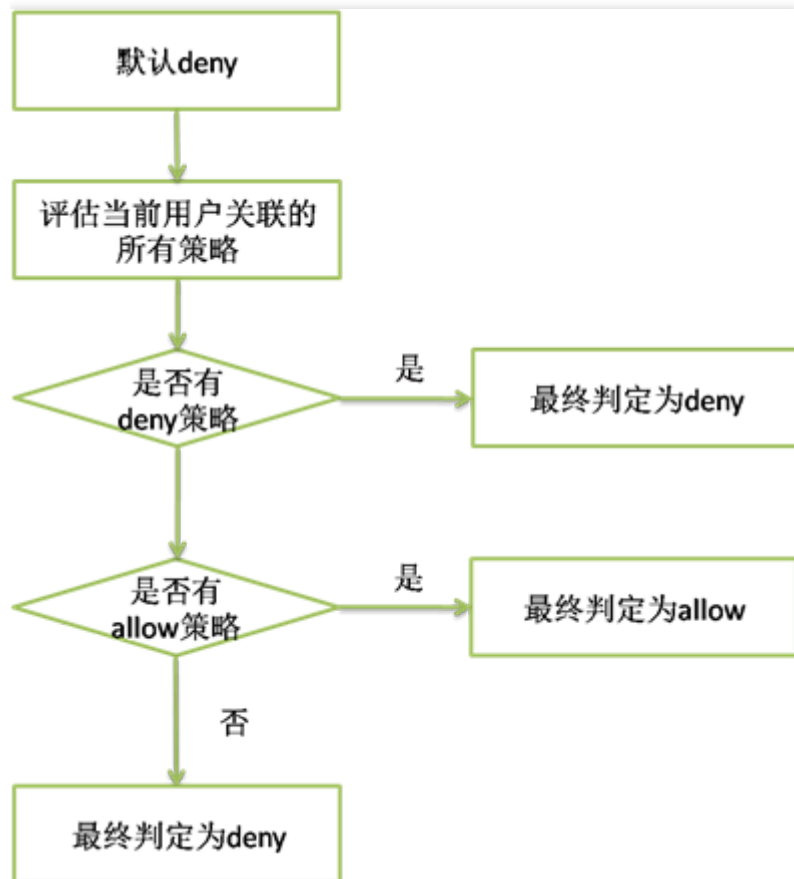 默认deny
评估当前用户关联的
所有策略
是否有
deny策略
是
最终判定为deny
是否有
allow策略
是
最终判定为allow
否
最终判定为deny